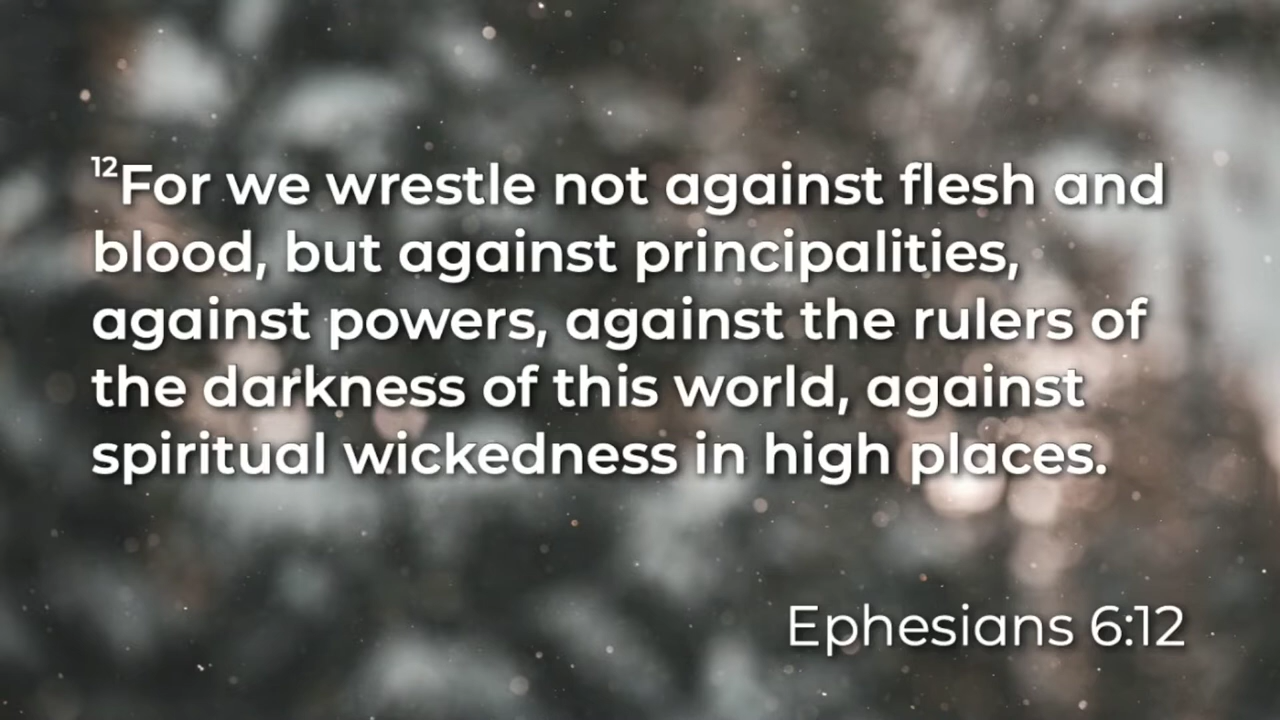 ¹²For we wrestle not against flesh and
blood, but against principalities,
against powers, against the rulers of
the darkness of this world, against
spiritual wickedness in high places.
Ephesians 6:12